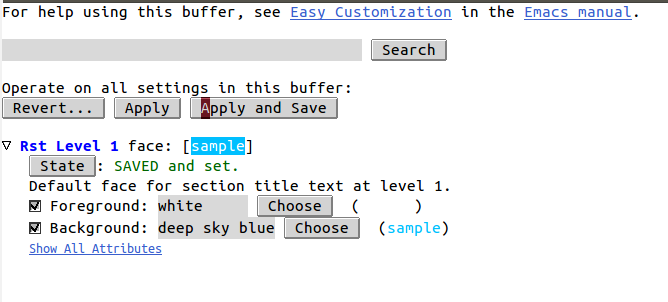 For help using this buffer, see Easy Customization in the Emacs manual.
Search
Operate on all settings in this buffer:
Revert... Apply Apply and Save
Rst Level 1 face: [sample]
State : SAVED and set.
Default face for section title text at level 1.
Foreground: white Choose ( )
Background: deep sky blue Choose (sample)
Show All Attributes